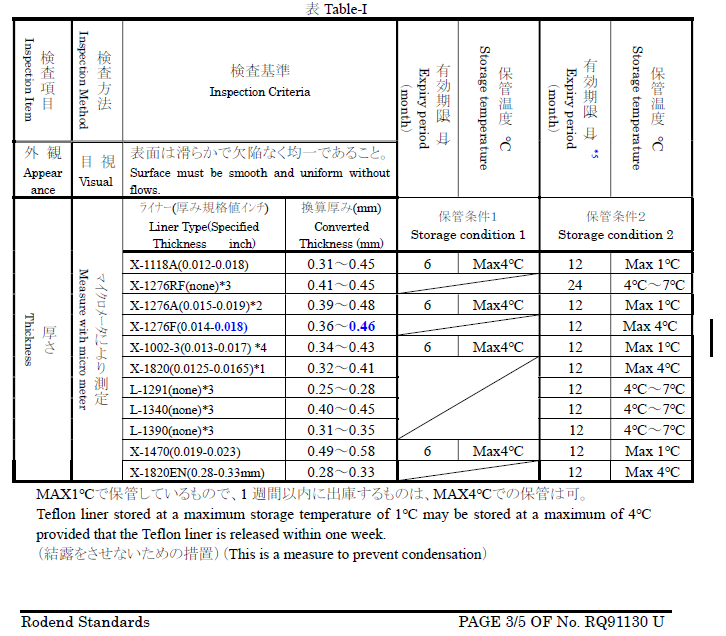 表 Table-I
検査項目
Inspection Item
検査方法
Inspection Method
検査基準
Inspection Criteria
有効期限 月
Expiry period
(month)
保管温度 ℃
Storage temperature
有効期限 月 *5
Expiry period
(month)
保管温度 ℃
Storage temperature
外 観
Appear
ance
目 視
Visual
表面は滑らかで欠陥なく均一であること。
Surface must be smooth and uniform without
flows.
厚さ
Thickness
マイクロメータにより測定
Measure with micro meter
ライナー(厚み規格値インチ)
Liner Type(Specified
Thickness inch)
換算厚み(mm)
Converted
Thickness (mm)
保管条件1
Storage condition 1
保管条件2
Storage condition 2
X-1118A(0.012-0.018) 0.31～0.45 6 Max4℃ 12 Max 1℃
X-1276RF(none)*3 0.41～0.45 24 4℃～7℃
X-1276A(0.015-0.019)*2 0.39～0.48 6 Max4℃ 12 Max 1℃
X-1276F(0.014-0.018) 0.36～0.46 12 Max 4℃
X-1002-3(0.013-0.017) *4 0.34～0.43 6 Max4℃ 12 Max 1℃
X-1820(0.0125-0.0165)*1 0.32～0.41 12 Max 4℃
L-1291(none)*3 0.25～0.28 12 4℃～7℃
L-1340(none)*3 0.40～0.45 12 4℃～7℃
L-1390(none)*3 0.31～0.35 12 4℃～7℃
X-1470(0.019-0.023) 0.49～0.58 6 Max4℃ 12 Max 1℃
X-1820EN(0.28-0.33mm) 0.28～0.33 12 Max 4℃
MAX1℃で保管しているもので、1 週間以内に出庫するものは、MAX4℃での保管は可。
Teflon liner stored at a maximum storage temperature of 1℃ may be stored at a maximum of 4℃
provided that the Teflon liner is released within one week.
(結露をさせないための措置) (This is a measure to prevent condensation)
Rodend Standards PAGE 3/5 OF No. RQ91130 U